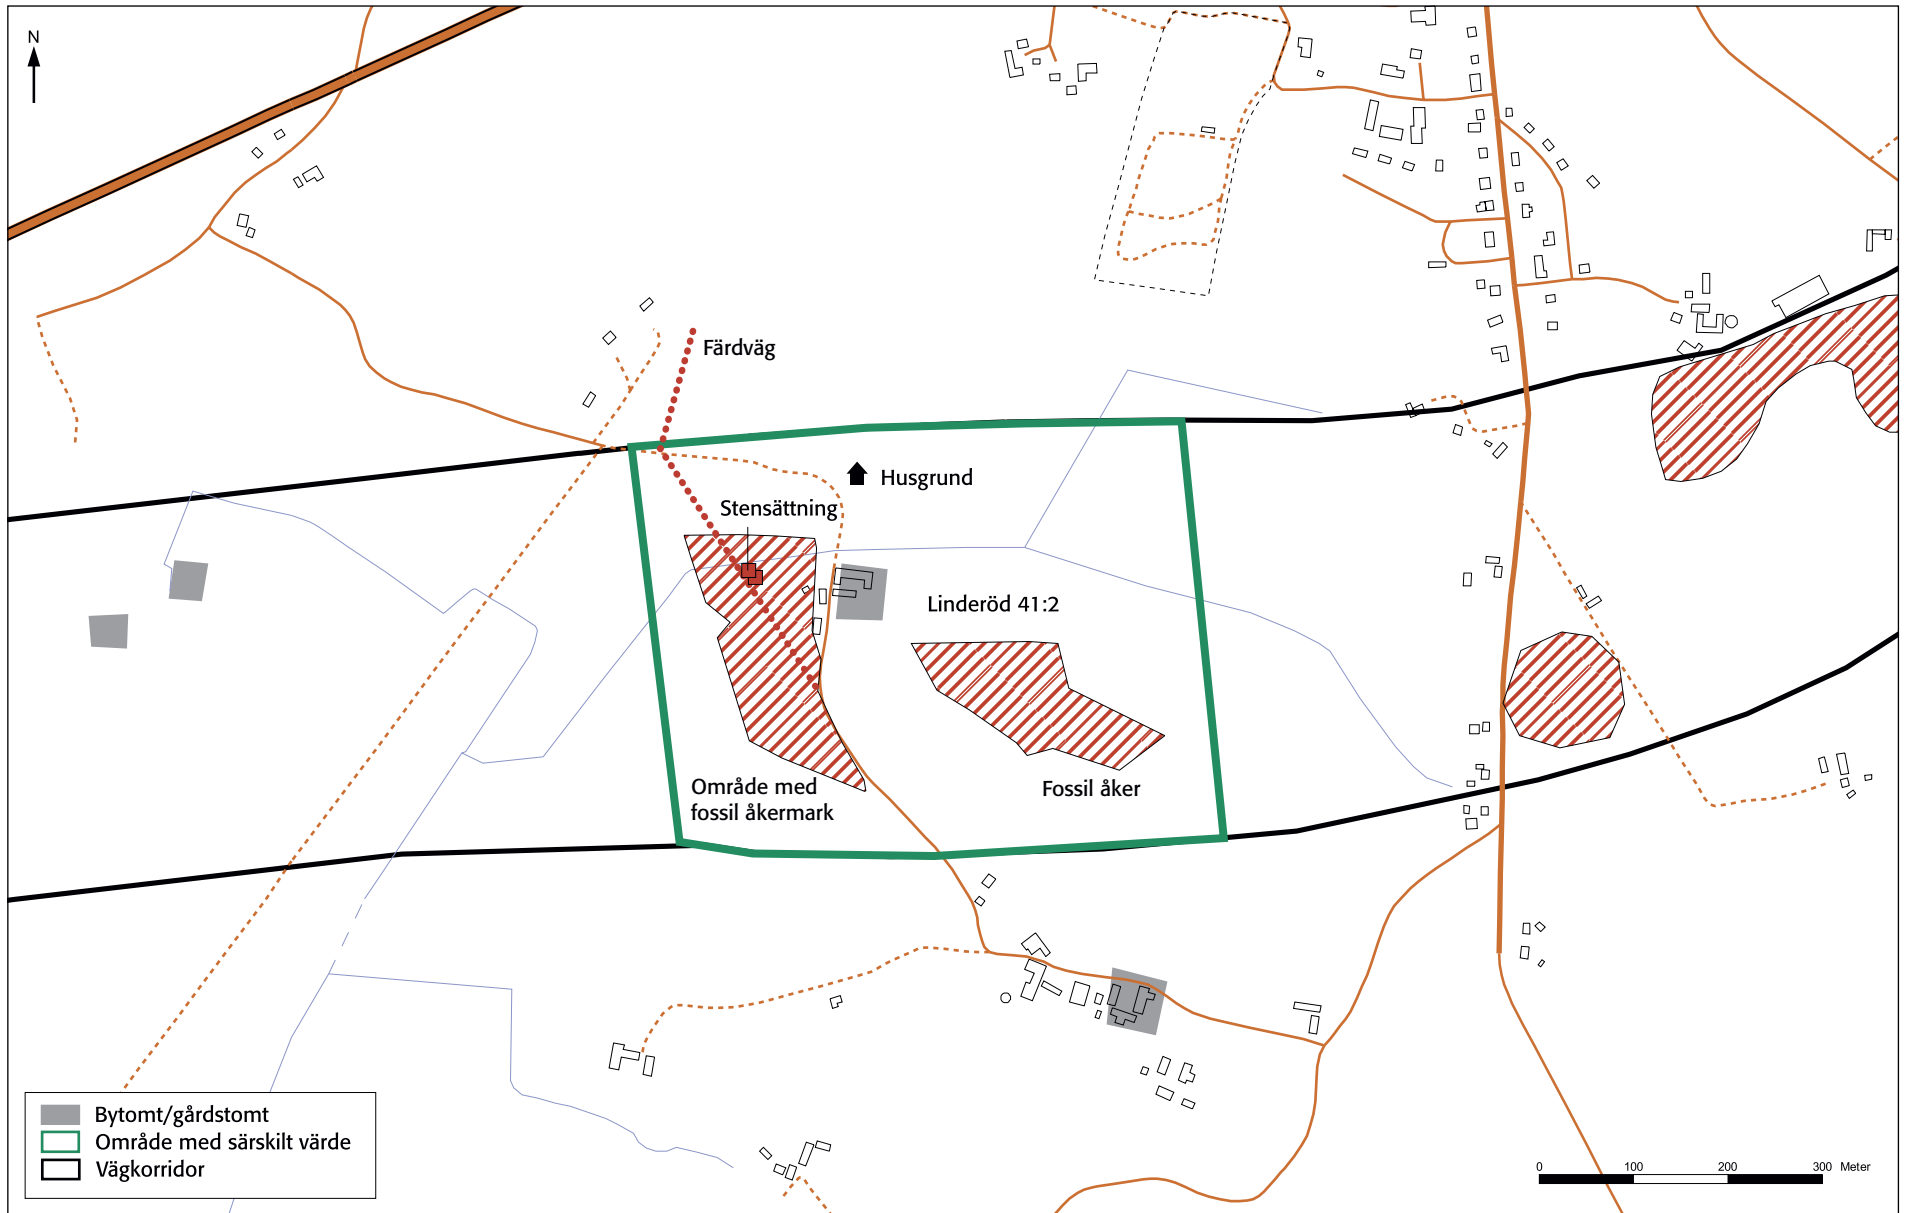 N
Färdväg
Husgrund
Stensättning
Linderöd 41:2
Område med
fossil åkermark
Fossil åker
Bytomt/gårdstomt
Område med särskilt värde
Vägkorridor
0 100 200 300 Meter